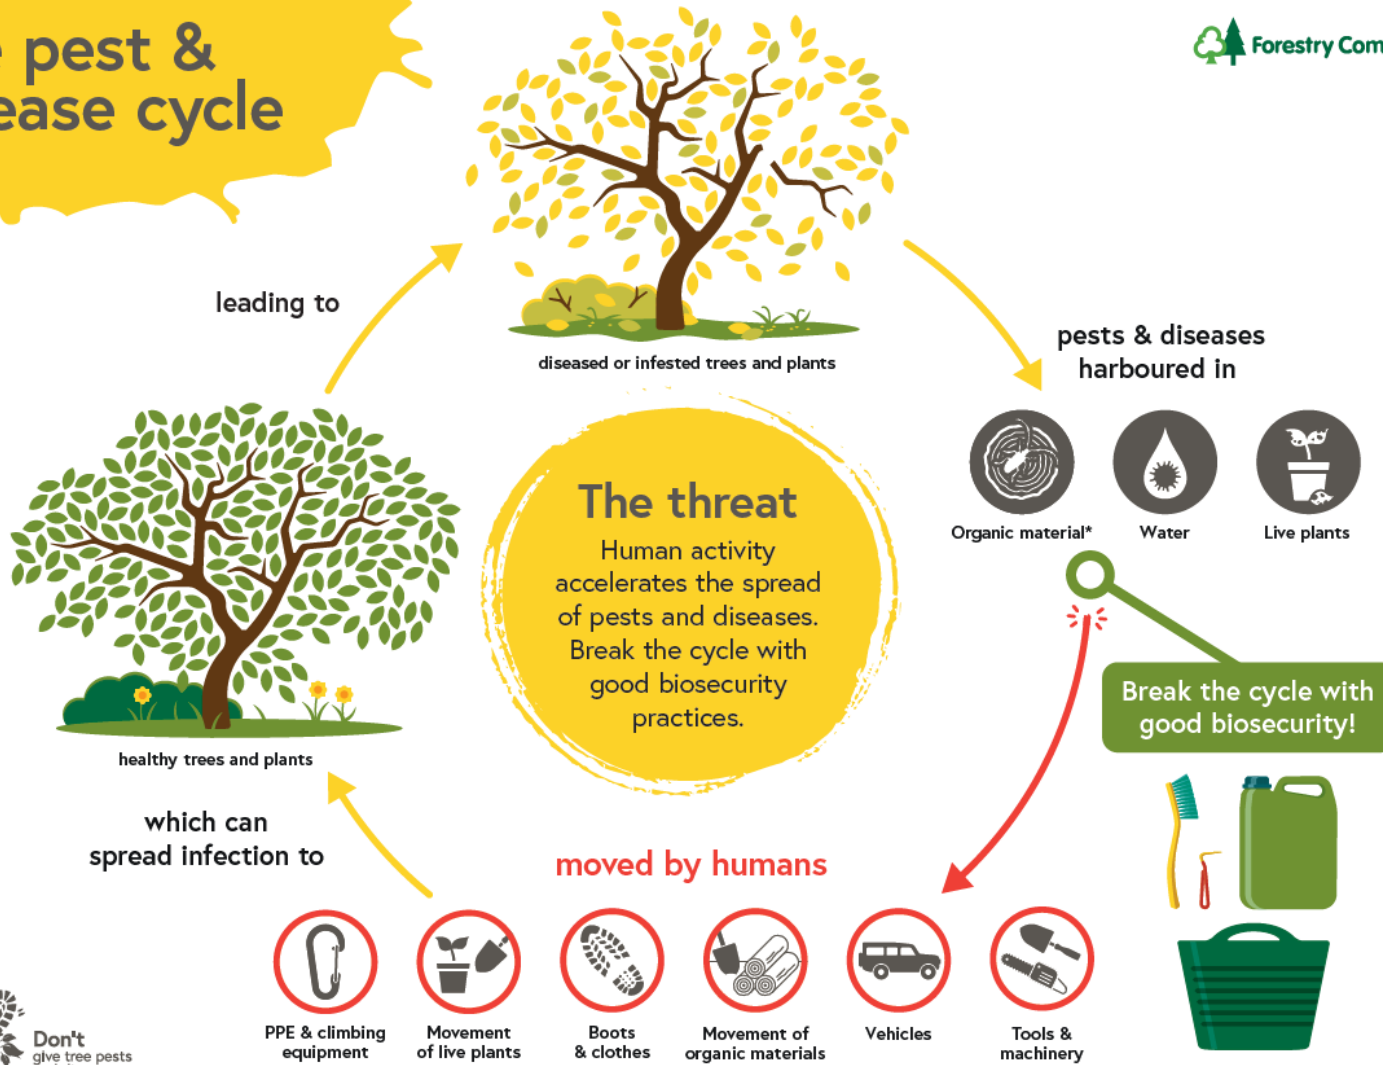 pest &
ease cycle
Forestry Com
leading to
diseased or infested trees and plants
pests & diseases
harboured in
Organic material*
Water
Live plants
The threat
Human activity
accelerates the spread
of pests and diseases.
Break the cycle with
good biosecurity
practices.
Break the cycle with
good biosecurity!
healthy trees and plants
which can
spread infection to
moved by humans
PPE & climbing
equipment
Movement
of live plants
Boots
& clothes
Movement of
organic materials
Vehicles
Tools &
machinery
Don't
give tree pests